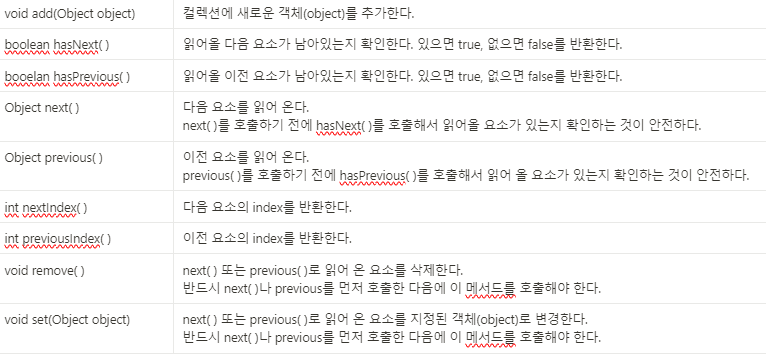 void add(Object object) 컬렉션에 새로운 객체(object)를 추가한다.
boolean hasNext( ) 읽어올 다음 요소가 남아있는지 확인한다. 있으면 true, 없으면 false를 반환한다.
booelan hasPrevious( ) 읽어올 이전 요소가 남아있는지 확인한다. 있으면 true, 없으면 false를 반환한다.
Object next( ) 다음 요소를 읽어 온다.
next( )를 호출하기 전에 hasNext( )를 호출해서 읽어올 요소가 있는지 확인하는 것이 안전하다.
Object previous( ) 이전 요소를 읽어 온다.
previous( )를 호출하기 전에 hasPrevious( )를 호출해서 읽어 올 요소가 있는지 확인하는 것이 안전하다.
int nextIndex( ) 다음 요소의 index를 반환한다.
int previousIndex( ) 이전 요소의 index를 반환한다.
void remove( ) next( ) 또는 previous( )로 읽어 온 요소를 삭제한다.
반드시 next( )나 previous를 먼저 호출한 다음에 이 메서드를 호출해야 한다.
void set(Object object) next( ) 또는 previous( )로 읽어 온 요소를 지정된 객체(object)로 변경한다.
반드시 next( )나 previous를 먼저 호출한 다음에 이 메서드를 호출해야 한다.